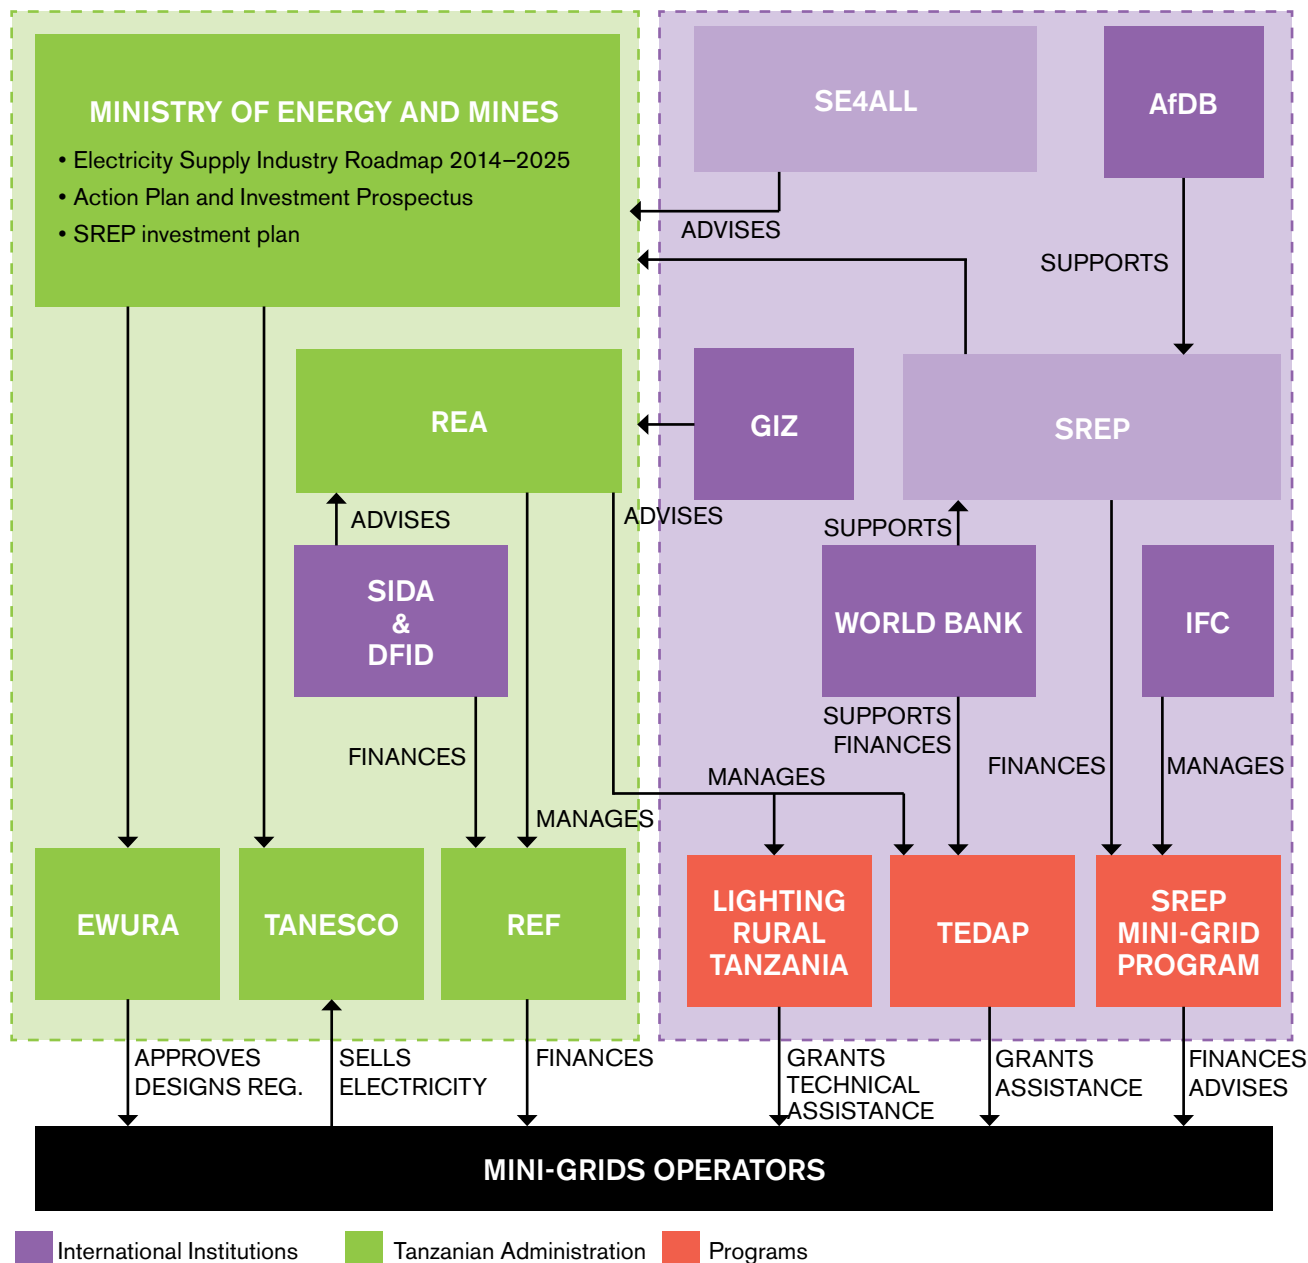 MINISTRY OF ENERGY AND MINES
• Electricity Supply Industry Roadmap 2014–2025
• Action Plan and Investment Prospectus
• SREP investment plan
SE4ALL
AfDB
ADVISES
SUPPORTS
REA
GIZ
SREP
ADVISES
ADVISES
SUPPORTS
SIDA
&
DFID
WORLD BANK
IFC
FINANCES
SUPPORTS
FINANCES
MANAGES
FINANCES
MANAGES
MANAGES
EWURA
TANESCO
REF
LIGHTING
RURAL
TANZANIA
TEDAP
SREP
MINI-GRID
PROGRAM
APPROVES
DESIGNS REG.
SELLS
ELECTRICITY
FINANCES
GRANTS
TECHNICAL
ASSISTANCE
GRANTS
ASSISTANCE
FINANCES
ADVISES
MINI-GRIDS OPERATORS
International Institutions
Tanzanian Administration
Programs